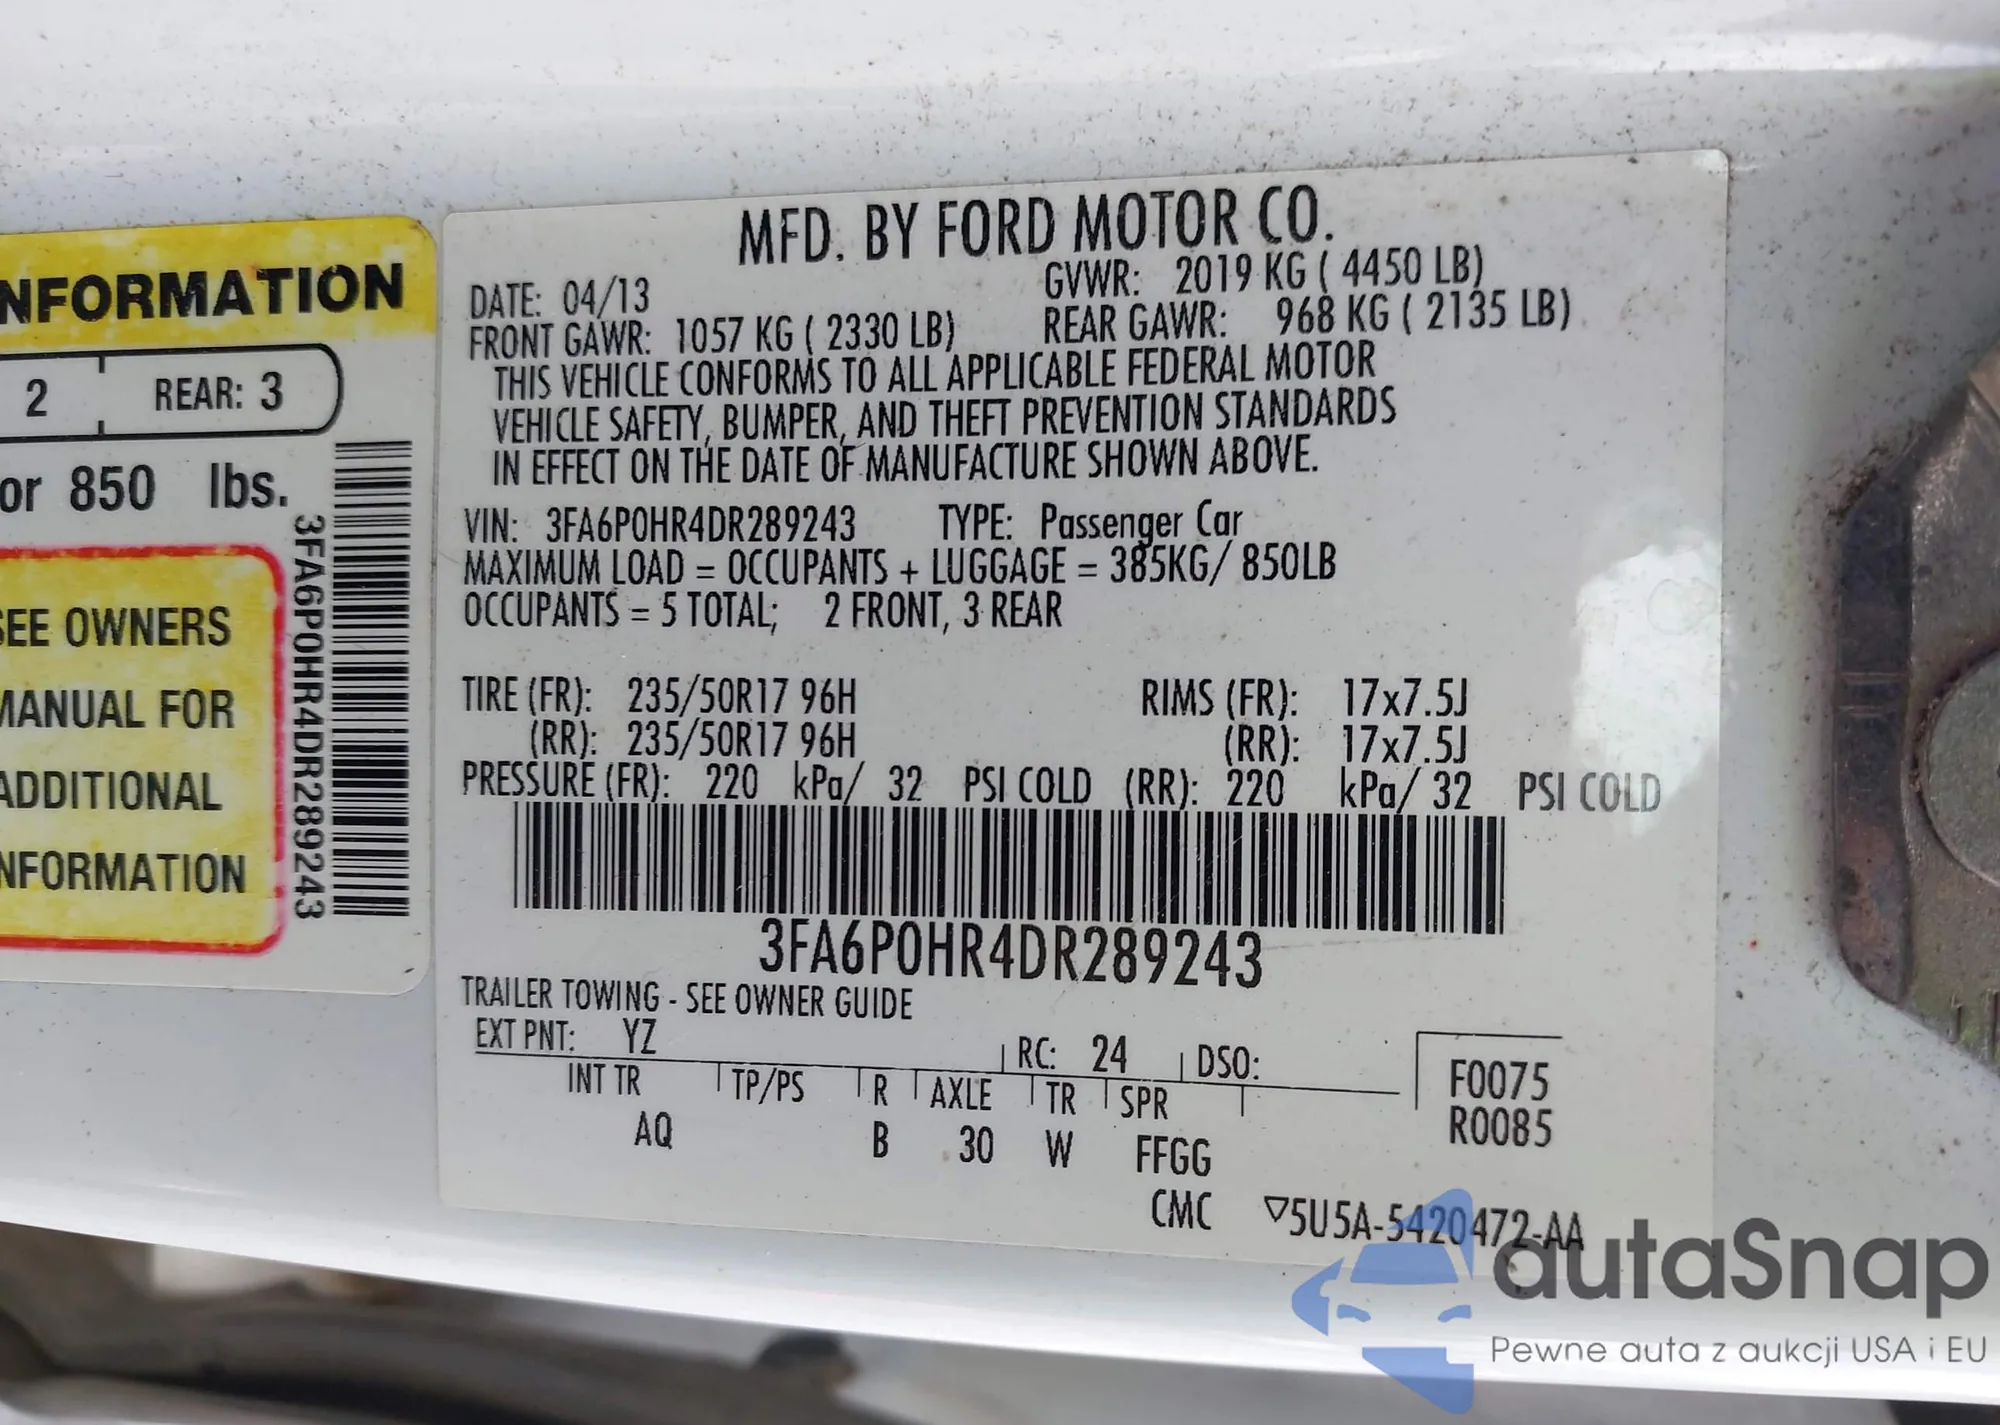 NFORMATION
2 REAR: 3
or 850 lbs.
3FA6P0HR4DR289243
SEE OWNERS
MANUAL FOR
ADDITIONAL
NFORMATION
MFD. BY FORD MOTOR CO.
DATE: 04/13 GVWR: 2019 KG ( 4450 LB)
FRONT GAWR: 1057 KG ( 2330 LB) REAR GAWR: 968 KG ( 2135 LB)
THIS VEHICLE CONFORMS TO ALL APPLICABLE FEDERAL MOTOR
VEHICLE SAFETY, BUMPER, AND THEFT PREVENTION STANDARDS
IN EFFECT ON THE DATE OF MANUFACTURE SHOWN ABOVE.
VIN: 3FA6P0HR4DR289243 TYPE: Passenger Car
MAXIMUM LOAD = OCCUPANTS + LUGGAGE = 385KG/ 850LB
OCCUPANTS = 5 TOTAL; 2 FRONT, 3 REAR
TIRE (FR): 235/50R17 96H RIMS (FR): 17x7.5J
(RR): 235/50R17 96H (RR): 17x7.5J
PRESSURE (FR): 220 kPa/ 32 PSI COLD (RR): 220 kPa/ 32 PSI COLD
3FA6P0HR4DR289243
TRAILER TOWING - SEE OWNER GUIDE
EXT PNT: YZ RC: 24 DSO:
INT TR TP/PS R AXLE TR SPR F0075
AQ B 30 W FFGG R0085
CMC ▽5U5A-5420472-AA
autaSnap
Pewne auta z aukcji USA i EU